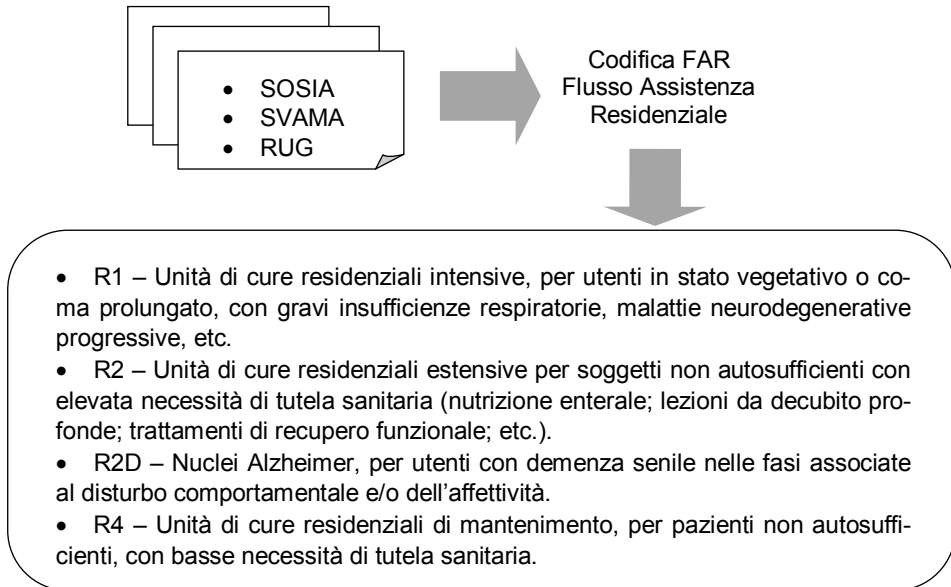 • SOSIA
• SVAMA
• RUG
Codifica FAR
Flusso Assistenza
Residenziale
• R1 – Unità di cure residenziali intensive, per utenti in stato vegetativo o co-
ma prolungato, con gravi insufficienze respiratorie, malattie neurodegenerative
progressive, etc.
• R2 – Unità di cure residenziali estensive per soggetti non autosufficienti con
elevata necessità di tutela sanitaria (nutrizione enterale; lezioni da decubito pro-
fonde; trattamenti di recupero funzionale; etc.).
• R2D – Nuclei Alzheimer, per utenti con demenza senile nelle fasi associate
al disturbo comportamentale e/o dell’affettività.
• R4 – Unità di cure residenziali di mantenimento, per pazienti non autosuffi-
cienti, con basse necessità di tutela sanitaria.